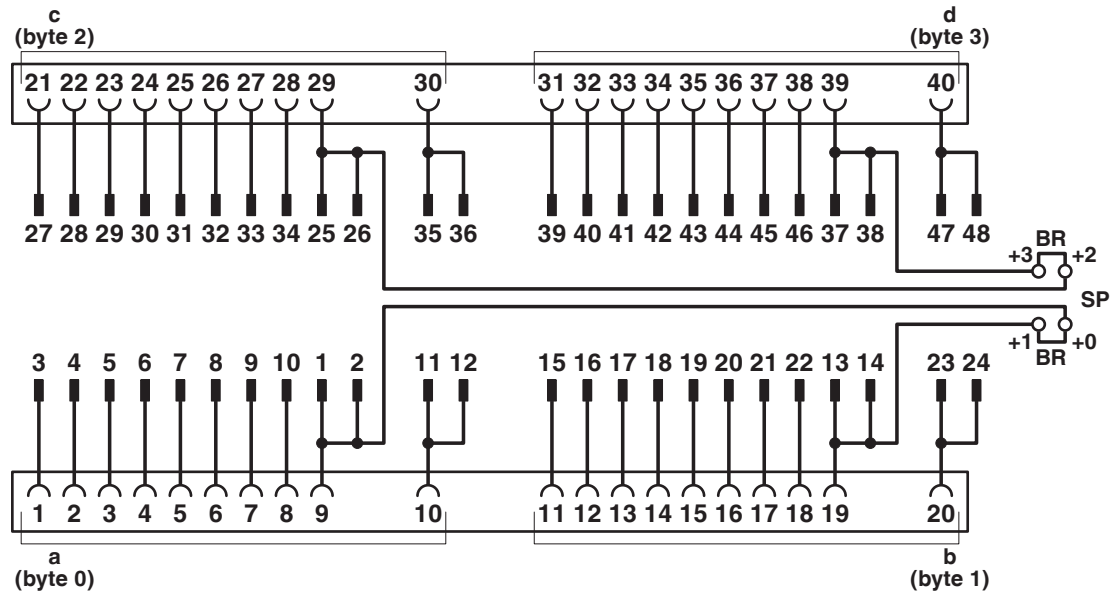 c d
(byte 2) (byte 3)
21 22 23 24 25 26 27 28 29 30 31 32 33 34 35 36 37 38 39 40
27 28 29 30 31 32 33 34 25 26 35 36 39 40 41 42 43 44 45 46 37 38 47 48
BR
+3 +2
SP
+1 +0
BR
3 4 5 6 7 8 9 10 1 2 11 12 15 16 17 18 19 20 21 22 13 14 23 24
1 2 3 4 5 6 7 8 9 10 11 12 13 14 15 16 17 18 19 20
a b
(byte 0) (byte 1)